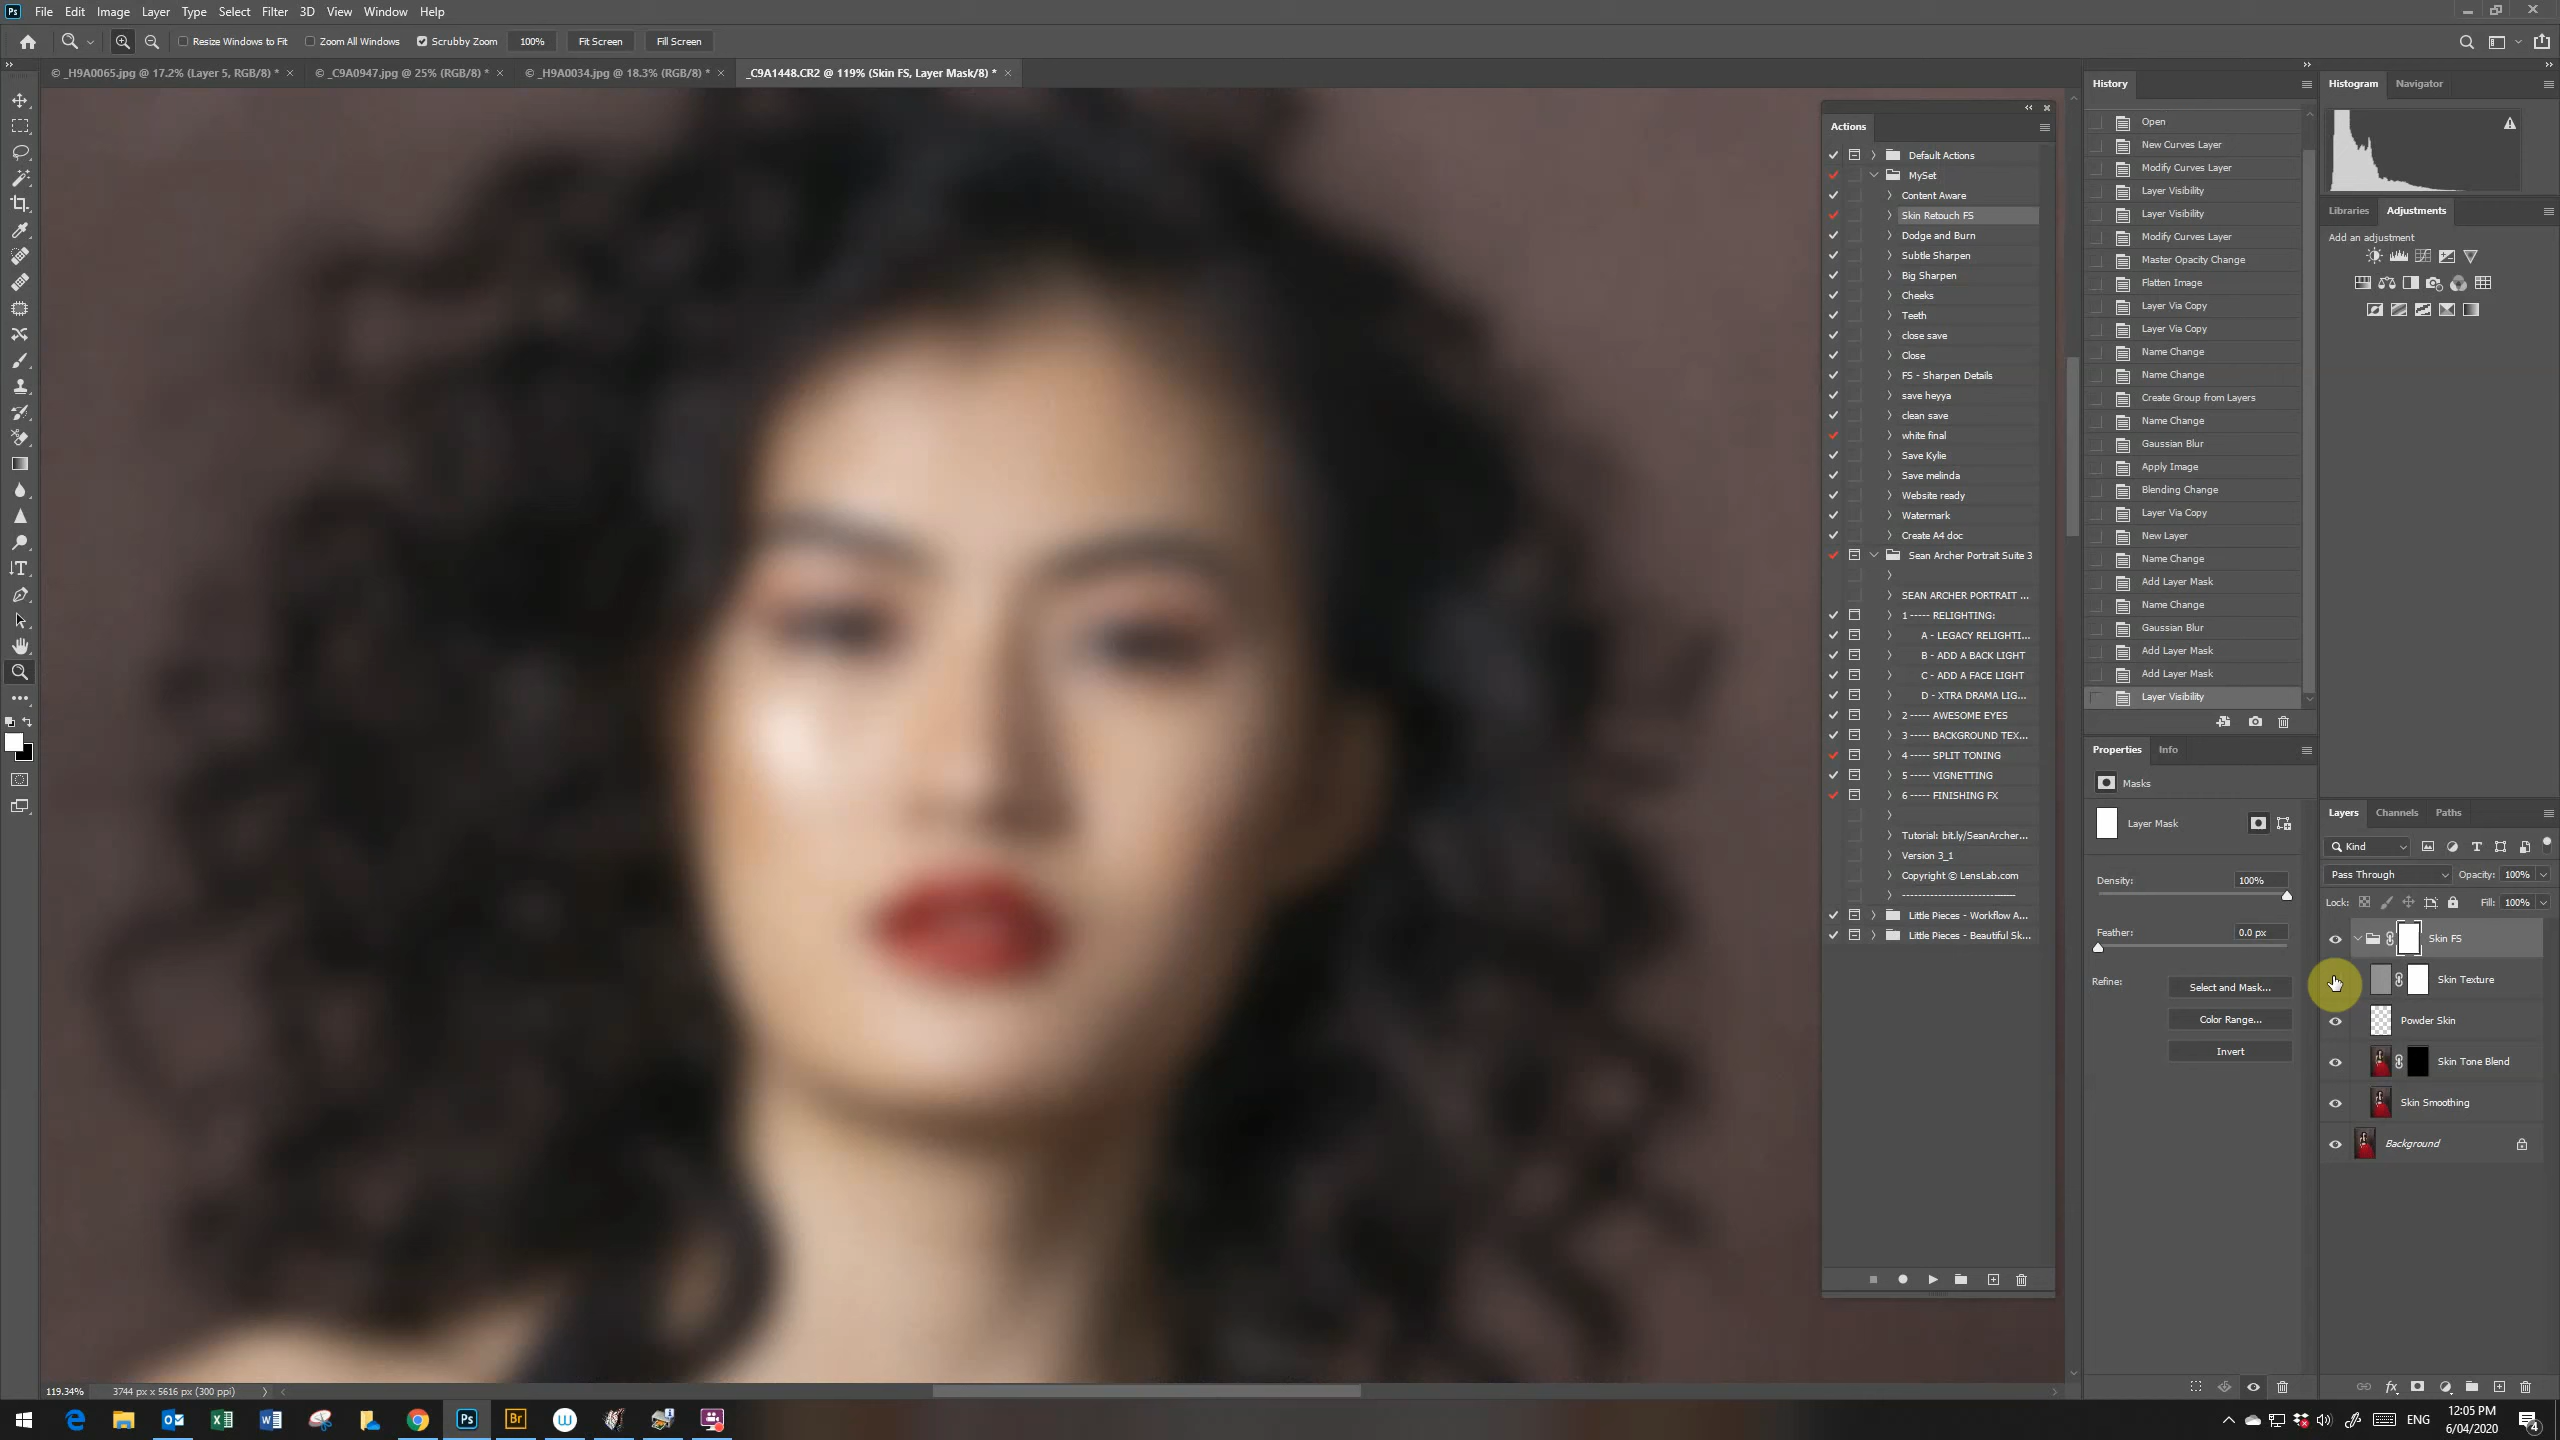 Ps File Edit Image Layer Type Select Filter 3D View Window Help
Resize Windows to Fit Zoom All Windows Scrubby Zoom 100% Fit Screen Fill Screen
© _H9A0065.jpg @ 17.2% (Layer 5, RGB/8) * × © _C9A0947.jpg @ 25% (RGB/8) * × © _H9A0034.jpg @ 18.3% (RGB/8) * × _C9A1448.CR2 @ 119% (Skin FS, Layer Mask/8) * ×
Actions
Default Actions
MySet
Content Aware
Skin Retouch FS
Dodge and Burn
Subtle Sharpen
Big Sharpen
Cheeks
Teeth
close save
Close
FS - Sharpen Details
save heyya
clean save
white final
Save Kylie
Save melinda
Website ready
Watermark
Create A4 doc
Sean Archer Portrait Suite 3
SEAN ARCHER PORTRAIT ...
1 ----- RELIGHTING:
A - LEGACY RELIGHTI...
B - ADD A BACK LIGHT
C - ADD A FACE LIGHT
D - XTRA DRAMA LIG...
2 ----- AWESOME EYES
3 ----- BACKGROUND TEX...
4 ----- SPLIT TONING
5 ----- VIGNETTING
6 ----- FINISHING FX
Tutorial: bit.ly/SeanArcher...
Version 3_1
Copyright © LensLab.com
----------------------------
Little Pieces - Workflow A...
Little Pieces - Beautiful Sk...
History
Open
New Curves Layer
Modify Curves Layer
Layer Visibility
Layer Visibility
Modify Curves Layer
Master Opacity Change
Flatten Image
Layer Via Copy
Layer Via Copy
Name Change
Name Change
Create Group from Layers
Name Change
Gaussian Blur
Apply Image
Blending Change
Layer Via Copy
New Layer
Name Change
Add Layer Mask
Name Change
Gaussian Blur
Add Layer Mask
Add Layer Mask
Layer Visibility
Properties Info
Masks
Layer Mask
Density: 100%
Feather: 0.0 px
Refine: Select and Mask...
Color Range...
Invert
Histogram Navigator
Libraries Adjustments
Add an adjustment
Layers Channels Paths
Kind
Pass Through Opacity: 100%
Lock: Fill: 100%
Skin FS
Skin Texture
Powder Skin
Skin Tone Blend
Skin Smoothing
Background
fx
119.34% 3744 px x 5616 px (300 ppi)
Ps Br ENG 12:05 PM
6/04/2020
4